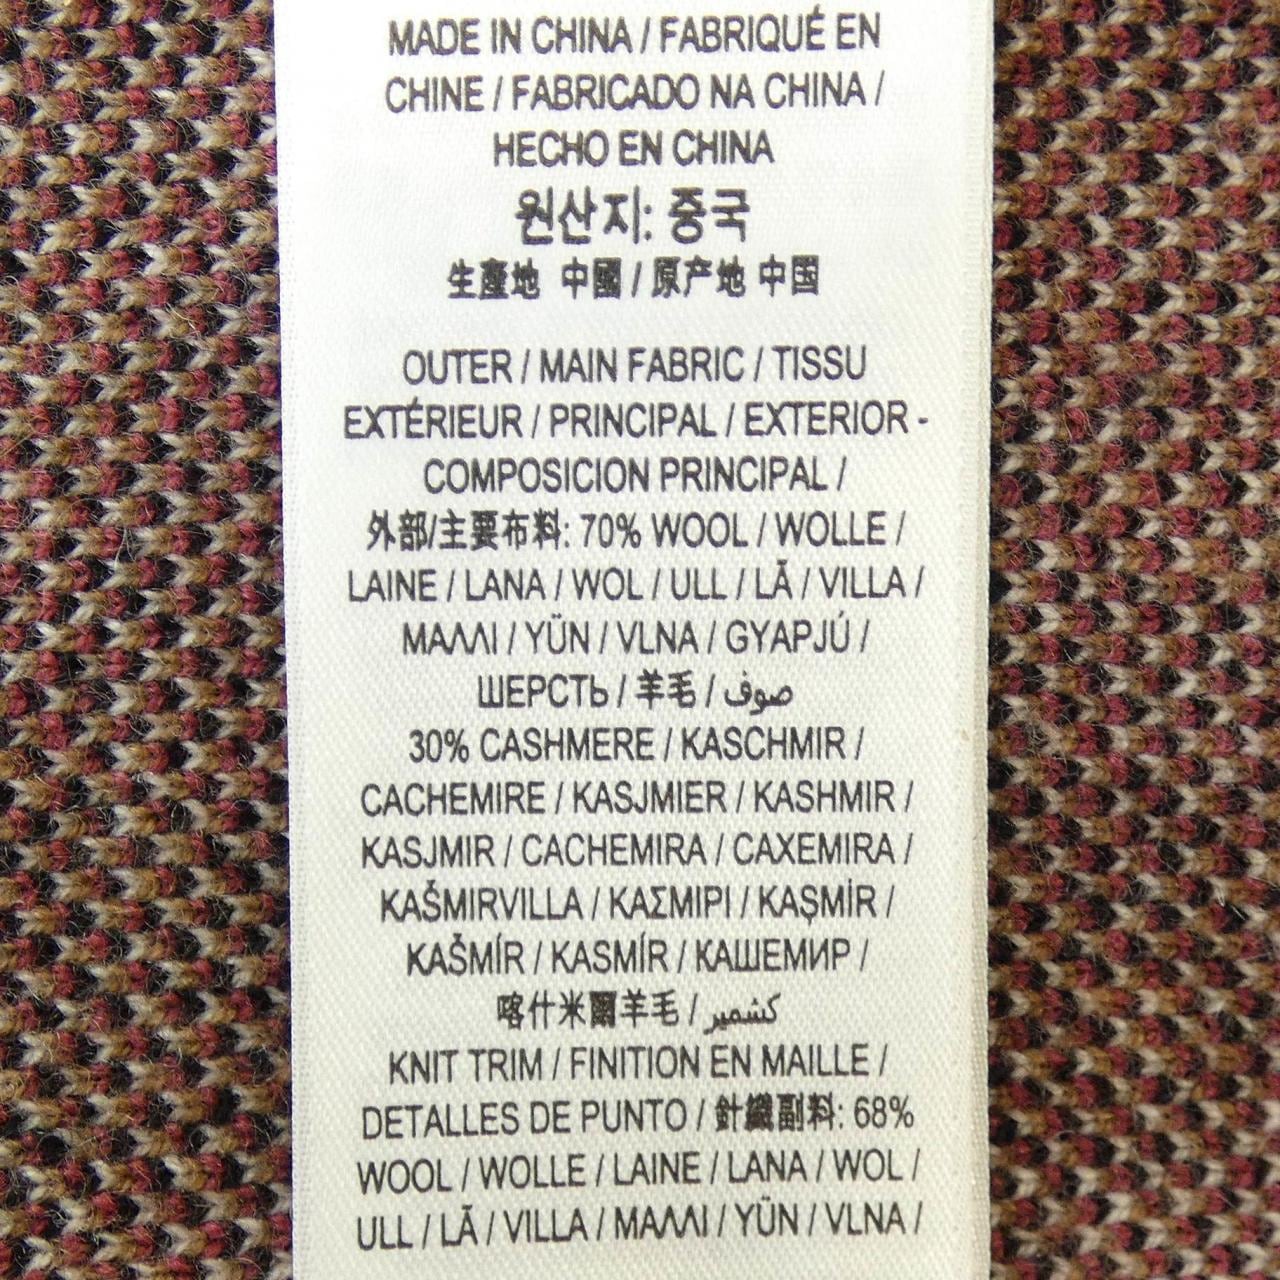 MADE IN CHINA / FABRIQUÉ EN
CHINE / FABRICADO NA CHINA /
HECHO EN CHINA
원산지: 중국
生產地 中國 / 原产地 中国
OUTER / MAIN FABRIC / TISSU
EXTÉRIEUR / PRINCIPAL / EXTERIOR -
COMPOSICION PRINCIPAL /
外部/主要布料: 70% WOOL / WOLLE /
LAINE / LANA / WOL / ULL / LÃ / VILLA /
ΜΑΛΛΙ / YÜN / VLNA / GYAPJÚ /
ШЕРСТЬ / 羊毛 / صوف
30% CASHMERE / KASCHMIR /
CACHEMIRE / KASJMIER / KASHMIR /
KASJMIR / CACHEMIRA / CAXEMIRA /
KAŠMIRVILLA / ΚΑΣΜΙΡΙ / KAŞMİR /
KAŠMÍR / KASMÍR / КАШЕМИР /
喀什米爾羊毛 / كشمير
KNIT TRIM / FINITION EN MAILLE /
DETALLES DE PUNTO / 針織副料: 68%
WOOL / WOLLE / LAINE / LANA / WOL /
ULL / LÃ / VILLA / ΜΑΛΛΙ / YÜN / VLNA /